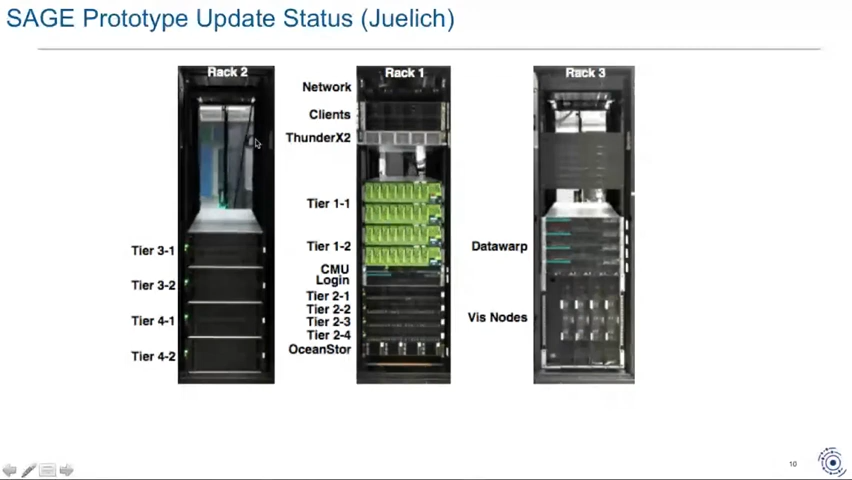 SAGE Prototype Update Status (Juelich)
Rack 2
Tier 3-1
Tier 3-2
Tier 4-1
Tier 4-2
Rack 1
Network
Clients
ThunderX2
Tier 1-1
Tier 1-2
CMU
Login
Tier 2-1
Tier 2-2
Tier 2-3
Tier 2-4
OceanStor
Rack 3
Datawarp
Vis Nodes
10